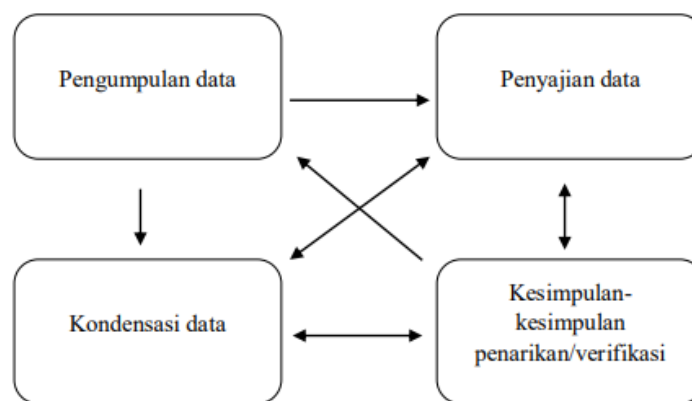 Pengumpulan data
Penyajian data
Kondensasi data
Kesimpulan-
kesimpulan
penarikan/verifikasi